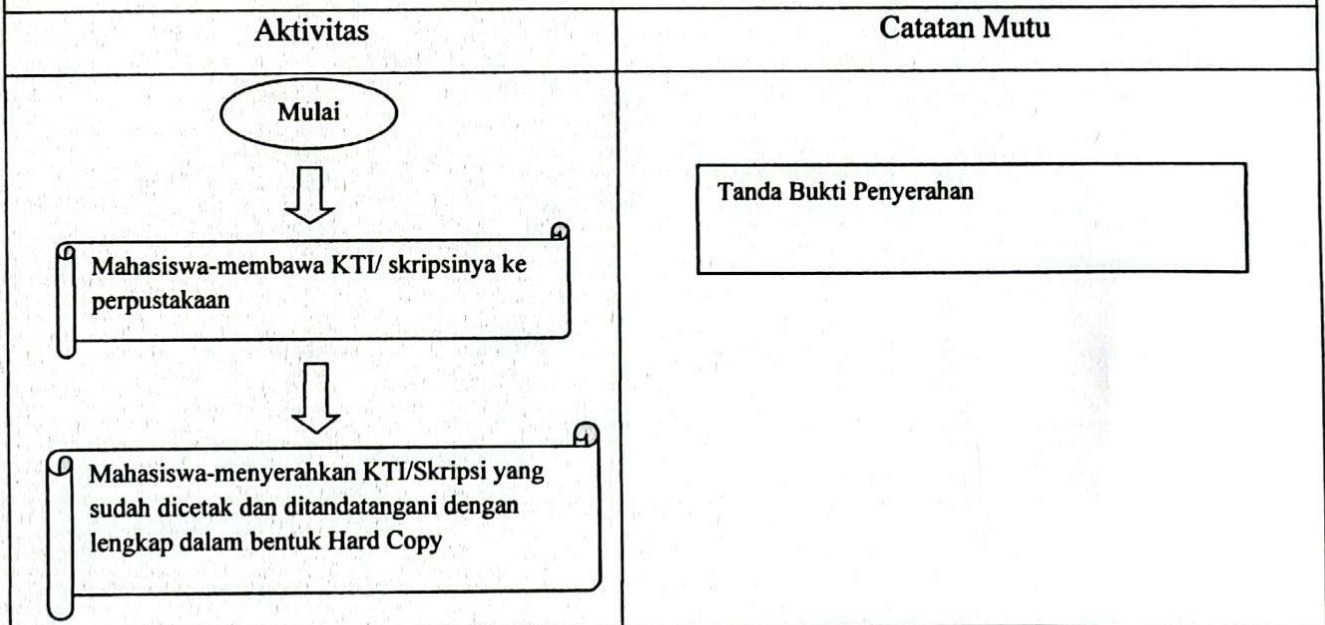 Aktivitas
Catatan Mutu
Mulai
Tanda Bukti Penyerahan
Mahasiswa-membawa KTI/ skripsinya ke
perpustakaan
Mahasiswa-menyerahkan KTI/Skripsi yang
sudah dicetak dan ditandatangani dengan
lengkap dalam bentuk Hard Copy